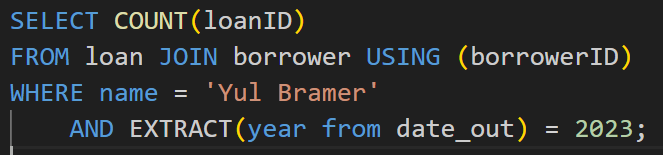 SELECT COUNT(loanID)
FROM loan JOIN borrower USING (borrowerID)
WHERE name = 'Yul Bramer'
AND EXTRACT(year from date_out) = 2023;